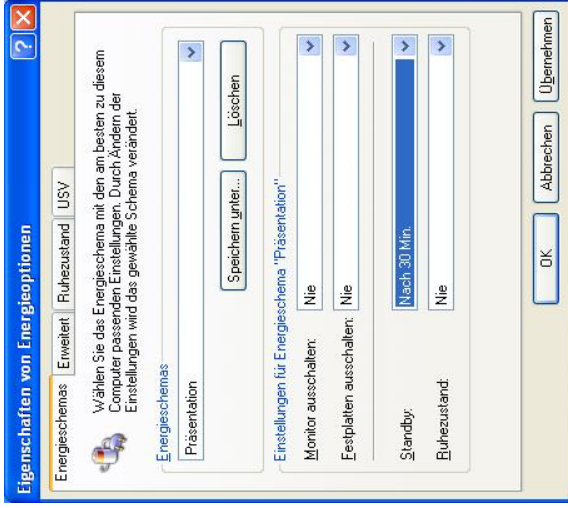 Eigenschaften von Energieoptionen
Energieschemas Erweitert Ruhezustand USV
Wählen Sie das Energieschema mit den am besten zu diesem
Computer passenden Einstellungen. Durch Ändern der
Einstellungen wird das gewählte Schema verändert.
Energieschemas
Präsentation
Speichern unter... Löschen
Einstellungen für Energieschema "Präsentation"
Monitor ausschalten: Nie
Festplatten ausschalten: Nie
Standby: Nach 30 Min.
Ruhezustand: Nie
OK Abbrechen Übernehmen